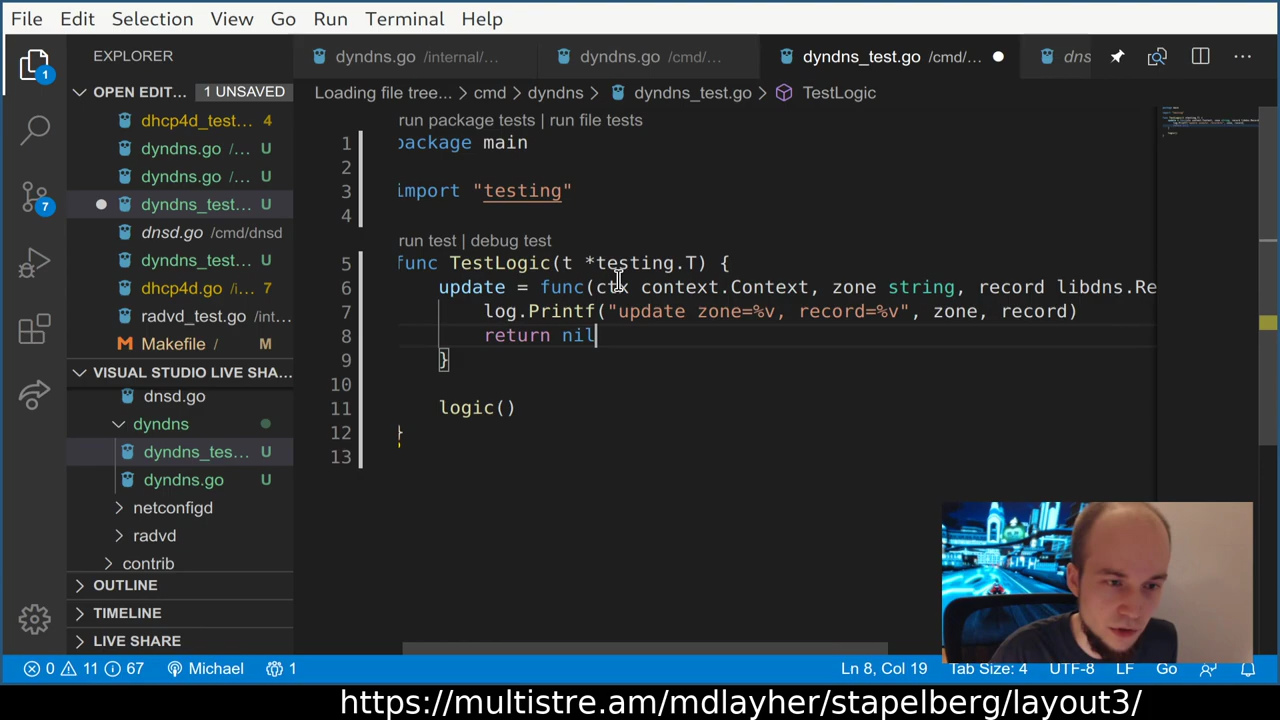 File Edit Selection View Go Run Terminal Help
EXPLORER
dyndns.go /internal/...
dyndns.go /cmd/...
dyndns_test.go /cmd/...
dns
OPEN EDIT... 1 UNSAVED
Loading file tree... > cmd > dyndns > dyndns_test.go > TestLogic
dhcp4d_test... 4
dyndns.go /... U
dyndns.go /... U
dyndns_test... U
dnsd.go /cmd/dnsd
dyndns_test... U
dhcp4d.go /i... 7
radvd_test.go /int...
Makefile / M
VISUAL STUDIO LIVE SHA...
dnsd.go
dyndns
dyndns_tes... U
dyndns.go U
netconfigd
radvd
contrib
OUTLINE
TIMELINE
LIVE SHARE
1
7
run package tests | run file tests
1 package main
2
3 import "testing"
4
run test | debug test
5 func TestLogic(t *testing.T) {
6 update = func(ctx context.Context, zone string, record libdns.Re
7 log.Printf("update zone=%v, record=%v", zone, record)
8 return nil
9 }
10
11 logic()
12 }
13
0 11 67 Michael 1 Ln 8, Col 19 Tab Size: 4 UTF-8 LF Go
https://multistre.am/mdlayher/stapelberg/layout3/